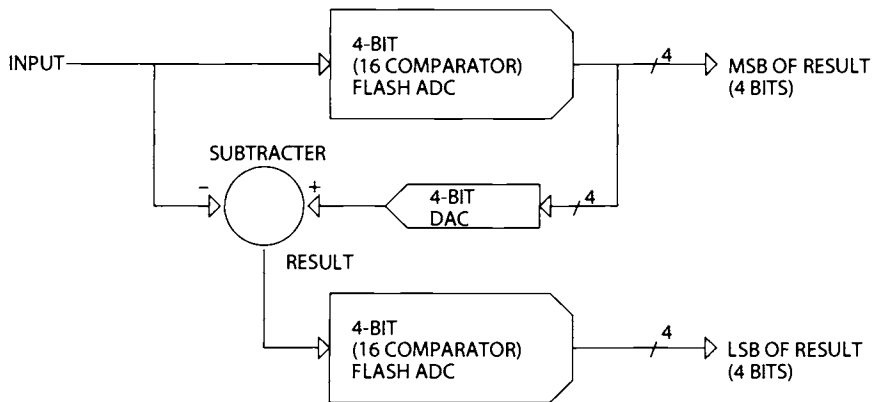 4-BIT
(16 COMPARATOR)
FLASH ADC
4
INPUT
MSB OF RESULT
(4 BITS)
SUBTRACTER
−
+
4-BIT
DAC
4
RESULT
4-BIT
(16 COMPARATOR)
FLASH ADC
4
LSB OF RESULT
(4 BITS)